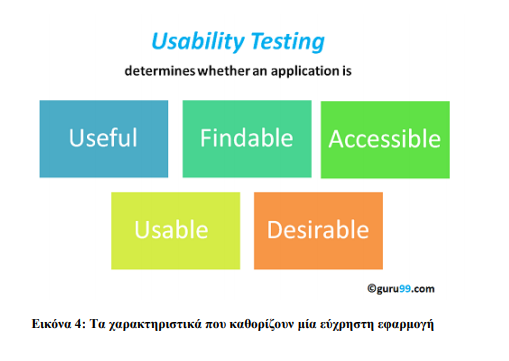 Usability Testing
determines whether an application is
Useful
Findable
Accessible
Usable
Desirable
©guru99.com
Εικόνα 4: Τα χαρακτηριστικά που καθορίζουν μία εύχρηστη εφαρμογή